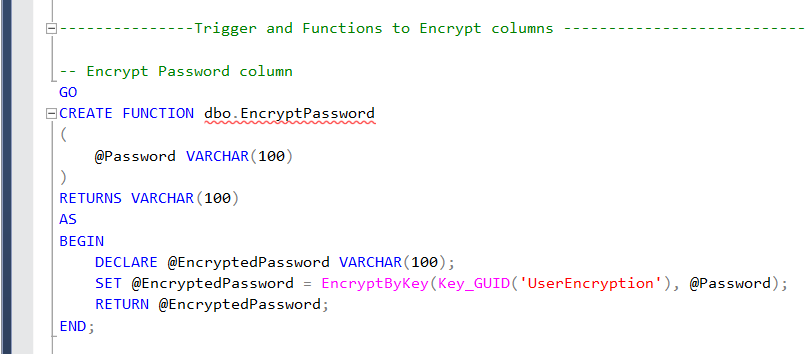 ---------------Trigger and Functions to Encrypt columns ---------------------------
-- Encrypt Password column
GO
CREATE FUNCTION dbo.EncryptPassword
(
    @Password VARCHAR(100)
)
RETURNS VARCHAR(100)
AS
BEGIN
    DECLARE @EncryptedPassword VARCHAR(100);
    SET @EncryptedPassword = EncryptByKey(Key_GUID('UserEncryption'), @Password);
    RETURN @EncryptedPassword;
END;